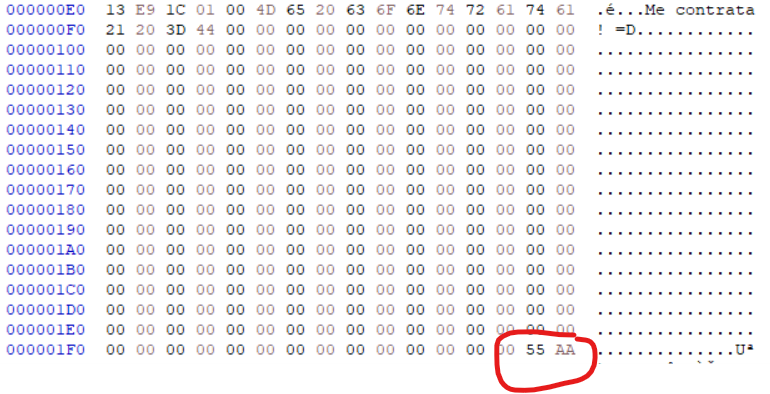 000000E0 13 E9 1C 01 00 4D 65 20 63 6F 6E 74 72 61 74 61 .é...Me contrata
000000F0 21 20 3D 44 00 00 00 00 00 00 00 00 00 00 00 00 ! =D............
00000100 00 00 00 00 00 00 00 00 00 00 00 00 00 00 00 00 ................
00000110 00 00 00 00 00 00 00 00 00 00 00 00 00 00 00 00 ................
00000120 00 00 00 00 00 00 00 00 00 00 00 00 00 00 00 00 ................
00000130 00 00 00 00 00 00 00 00 00 00 00 00 00 00 00 00 ................
00000140 00 00 00 00 00 00 00 00 00 00 00 00 00 00 00 00 ................
00000150 00 00 00 00 00 00 00 00 00 00 00 00 00 00 00 00 ................
00000160 00 00 00 00 00 00 00 00 00 00 00 00 00 00 00 00 ................
00000170 00 00 00 00 00 00 00 00 00 00 00 00 00 00 00 00 ................
00000180 00 00 00 00 00 00 00 00 00 00 00 00 00 00 00 00 ................
00000190 00 00 00 00 00 00 00 00 00 00 00 00 00 00 00 00 ................
000001A0 00 00 00 00 00 00 00 00 00 00 00 00 00 00 00 00 ................
000001B0 00 00 00 00 00 00 00 00 00 00 00 00 00 00 00 00 ................
000001C0 00 00 00 00 00 00 00 00 00 00 00 00 00 00 00 00 ................
000001D0 00 00 00 00 00 00 00 00 00 00 00 00 00 00 00 00 ................
000001E0 00 00 00 00 00 00 00 00 00 00 00 00 00 00 00 00 ................
000001F0 00 00 00 00 00 00 00 00 00 00 00 00 00 00 55 AA ..............Uª